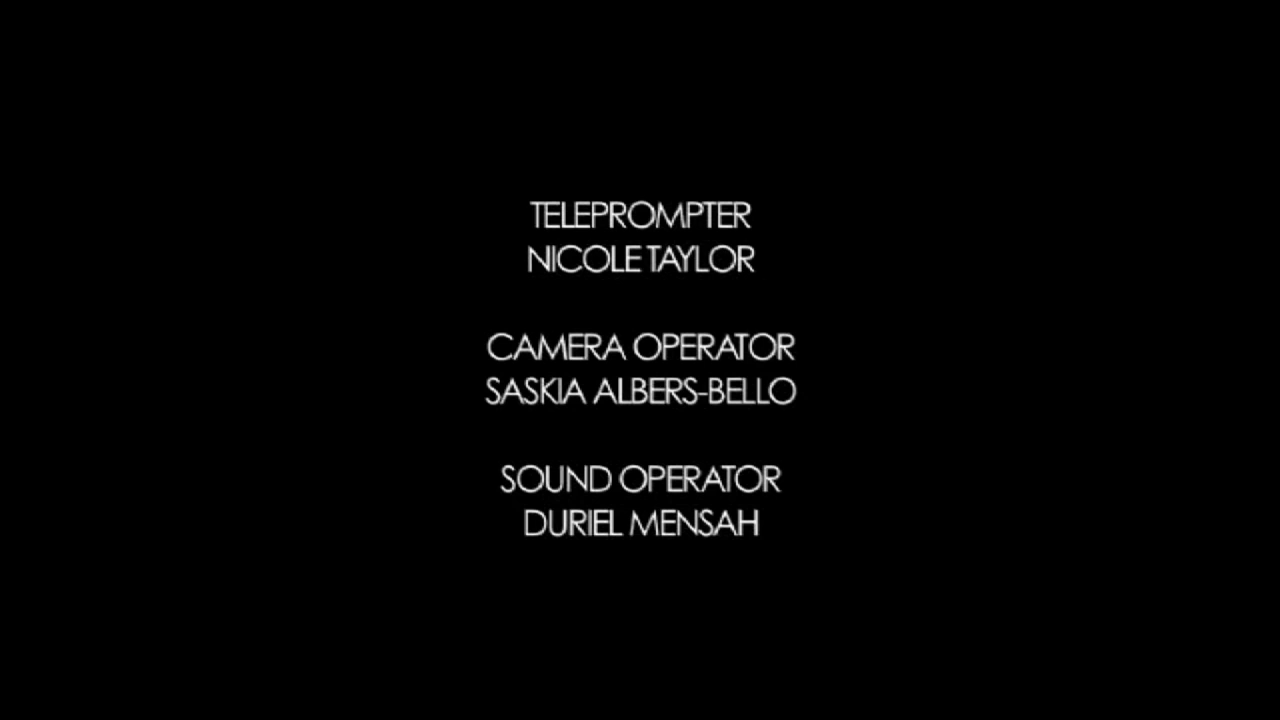 TELEPROMPTER
NICOLE TAYLOR
CAMERA OPERATOR
SASKIA ALBERS-BELLO
SOUND OPERATOR
DURIEL MENSAH